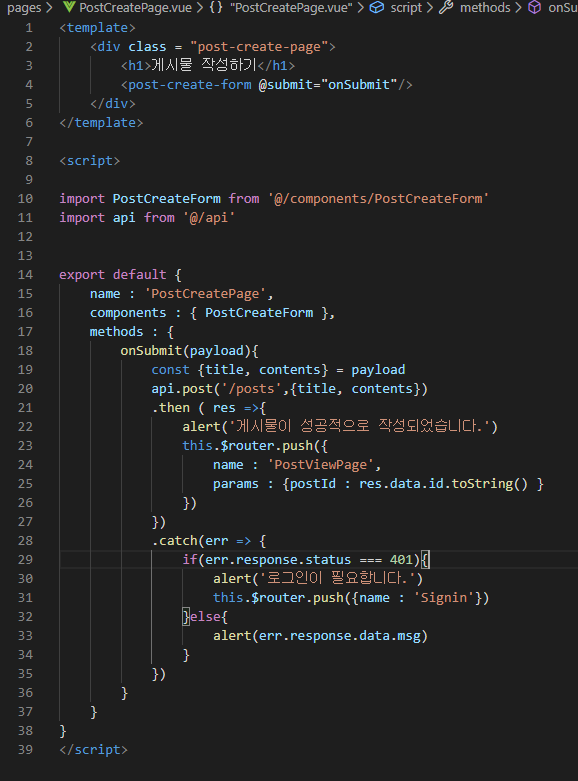 pages > PostCreatePage.vue > {} "PostCreatePage.vue" > script > methods > onSu
1 <template>
2     <div class = "post-create-page">
3         <h1>게시물 작성하기</h1>
4         <post-create-form @submit="onSubmit"/>
5     </div>
6 </template>
7
8 <script>
9
10 import PostCreateForm from '@/components/PostCreateForm'
11 import api from '@/api'
12
13
14 export default {
15     name : 'PostCreatePage',
16     components : { PostCreateForm },
17     methods : {
18         onSubmit(payload){
19             const {title, contents} = payload
20             api.post('/posts',{title, contents})
21             .then ( res =>{
22                 alert('게시물이 성공적으로 작성되었습니다.')
23                 this.$router.push({
24                     name : 'PostViewPage',
25                     params : {postId : res.data.id.toString() }
26                 })
27             })
28             .catch(err => {
29                 if(err.response.status === 401){
30                     alert('로그인이 필요합니다.')
31                     this.$router.push({name : 'Signin'})
32                 }else{
33                     alert(err.response.data.msg)
34                 }
35             })
36         }
37     }
38 }
39 </script>